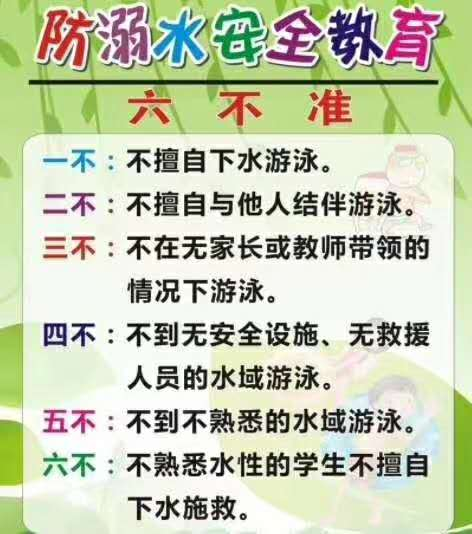 防溺水安全教育
六不准
一不：不擅自下水游泳。
二不：不擅自与他人结伴游泳。
三不：不在无家长或教师带领的
情况下游泳。
四不：不到无安全设施、无救援
人员的水域游泳。
五不：不到不熟悉的水域游泳。
六不：不熟悉水性的学生不擅自
下水施救。